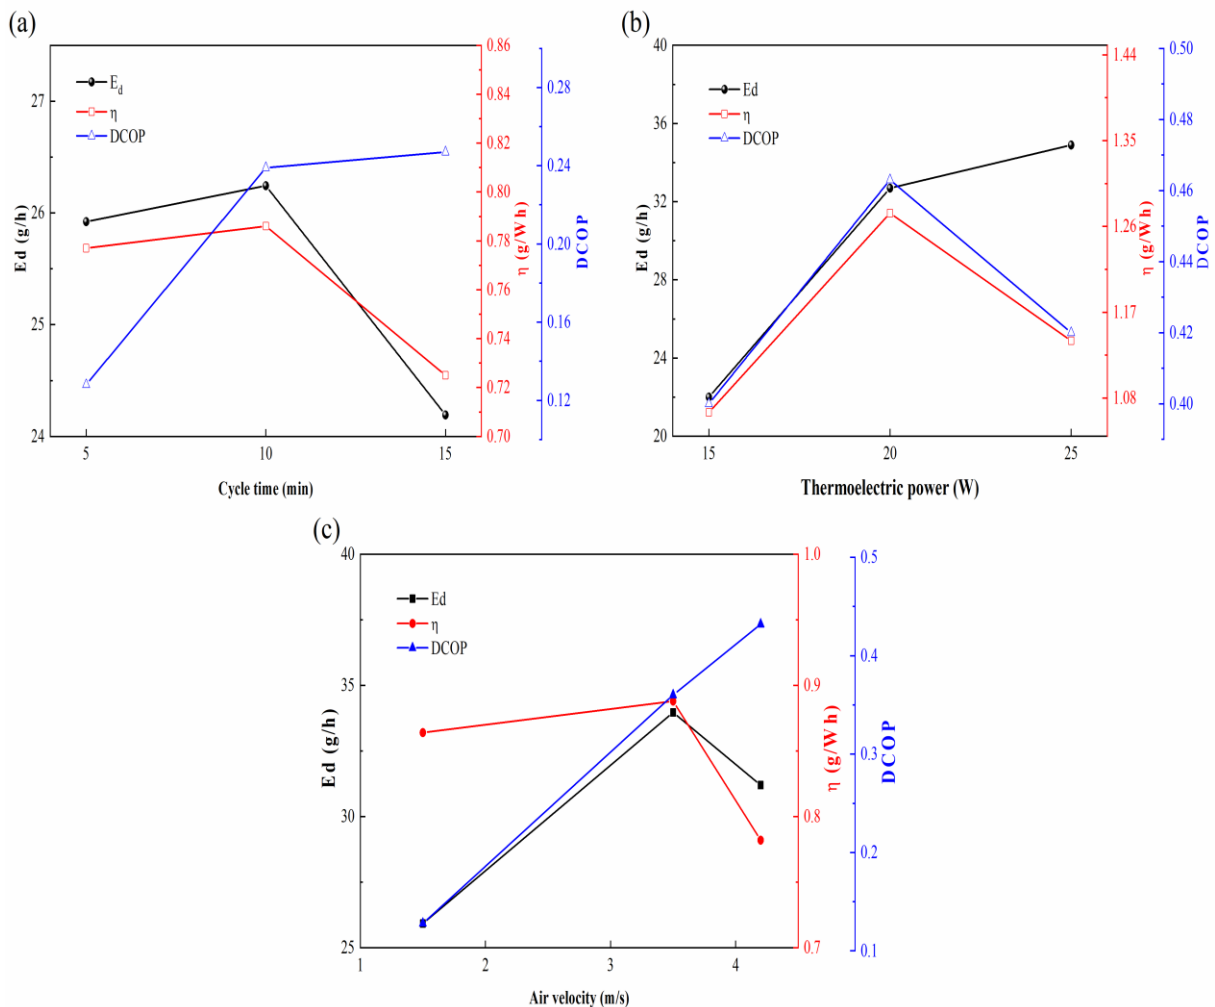 (a)
E_d
η
DCOP
27
26
25
24
Ed (g/h)
5
10
15
Cycle time (min)
0.86
0.84
0.82
0.80
0.78
0.76
0.74
0.72
0.70
η (g/Wh)
0.28
0.24
0.20
0.16
0.12
DCOP
(b)
Ed
η
DCOP
40
36
32
28
24
20
Ed (g/h)
15
20
25
Thermoelectric power (W)
1.44
1.35
1.26
1.17
1.08
η (g/Wh)
0.50
0.48
0.46
0.44
0.42
0.40
DCOP
(c)
Ed
η
DCOP
40
35
30
25
Ed (g/h)
1
2
3
4
Air velocity (m/s)
1.0
0.9
0.8
0.7
η (g/Wh)
0.5
0.4
0.3
0.2
0.1
DCOP